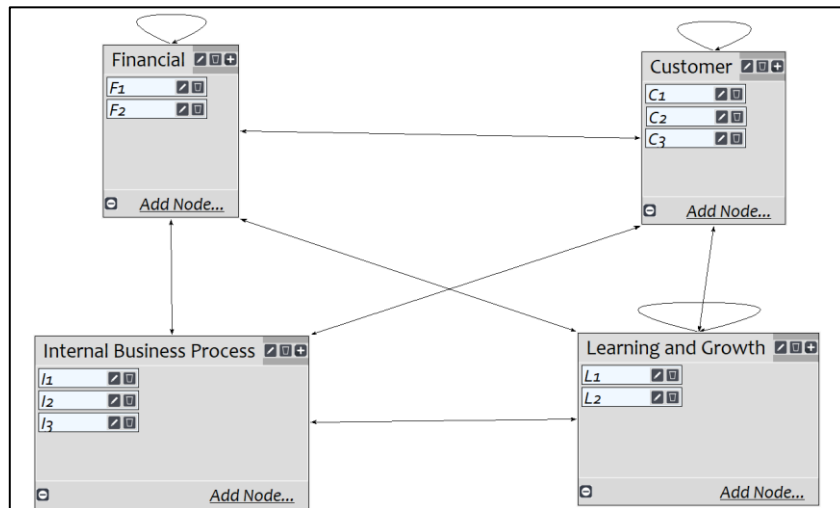 Financial
F1
F2
Add Node...
Customer
C1
C2
C3
Add Node...
Internal Business Process
I1
I2
I3
Add Node...
Learning and Growth
L1
L2
Add Node...